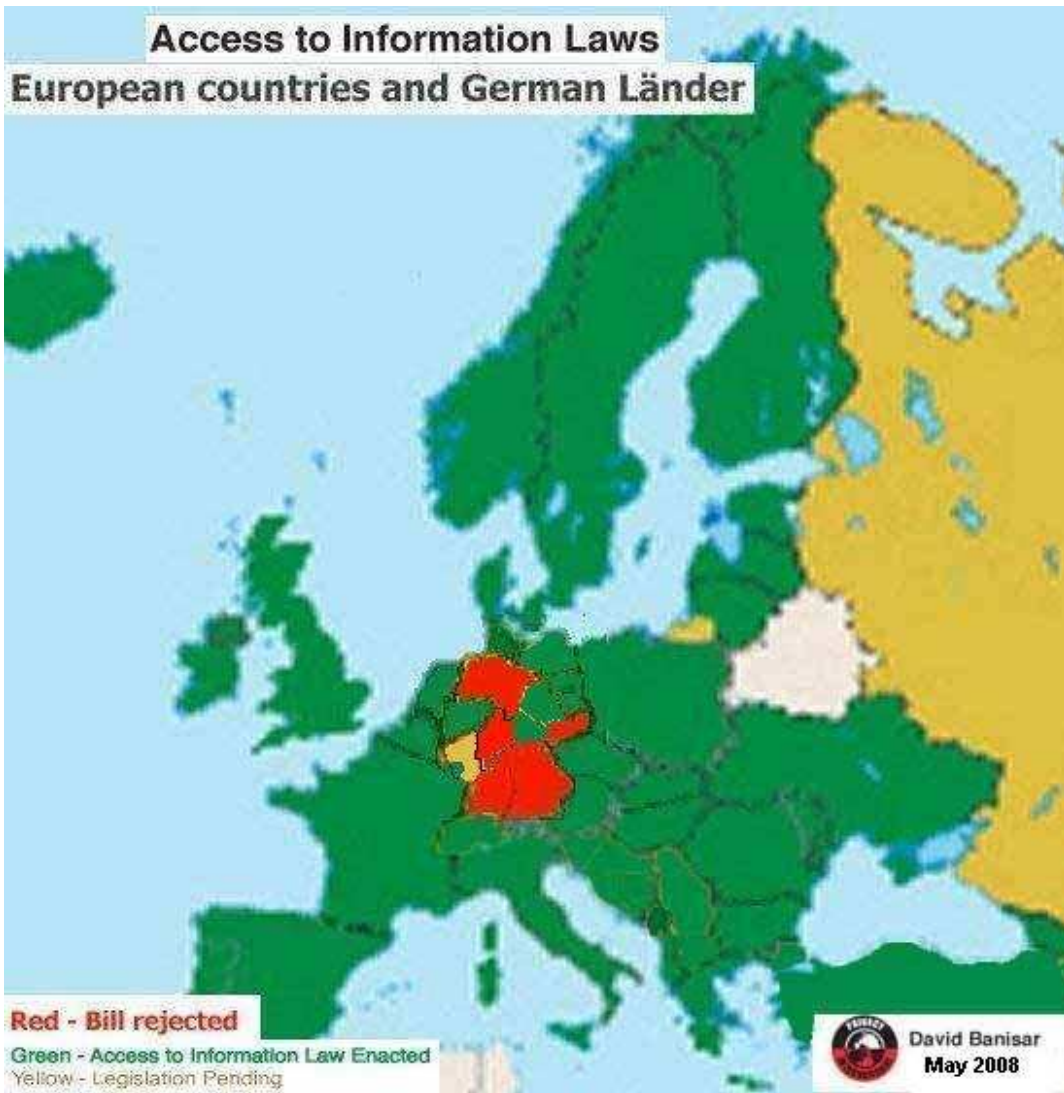 Access to Information Laws
European countries and German Länder
Red - Bill rejected
Green - Access to Information Law Enacted
Yellow - Legislation Pending
PRIVACY
David Banisar
May 2008